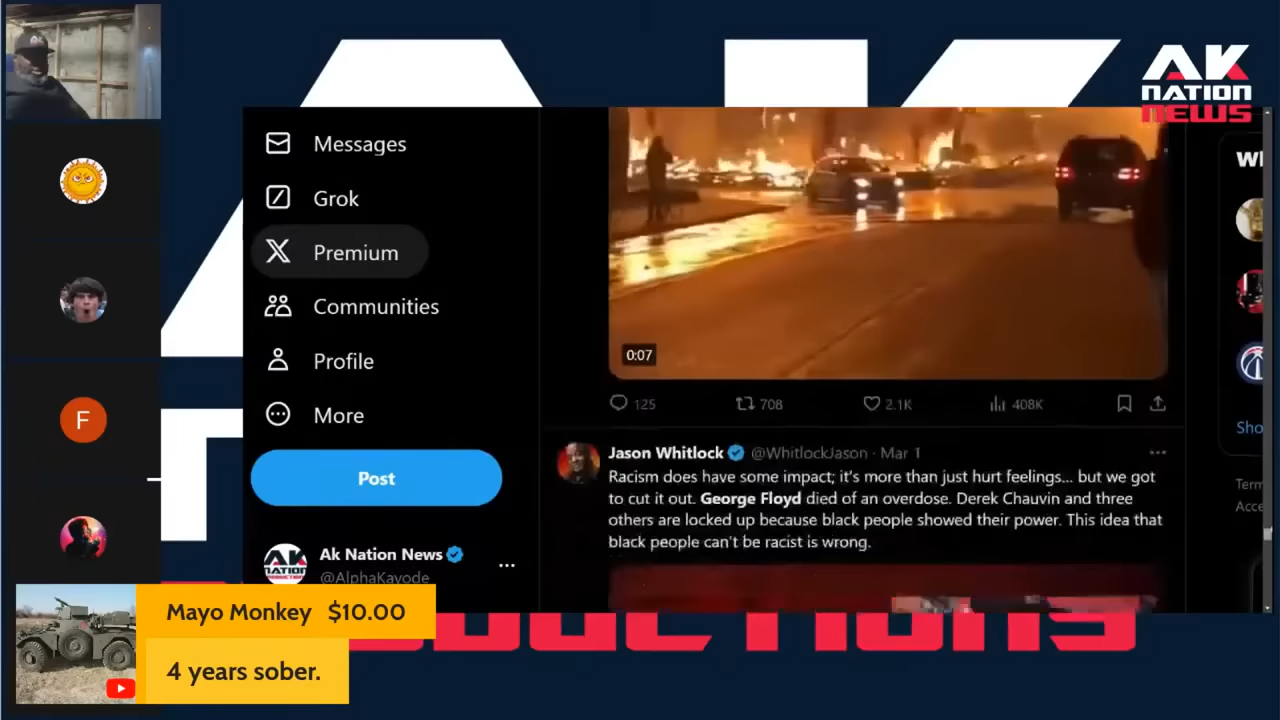 AK
NATION
NEWS
Messages
Grok
Premium
Communities
Profile
More
Post
Ak Nation News
@AlphaKayode
0:07
125
708
2.1K
408K
Jason Whitlock @WhitlockJason · Mar 1
Racism does have some impact; it's more than just hurt feelings... but we got
to cut it out. George Floyd died of an overdose. Derek Chauvin and three
others are locked up because black people showed their power. This idea that
black people can't be racist is wrong.
F
AK
NATION
Mayo Monkey $10.00
4 years sober.